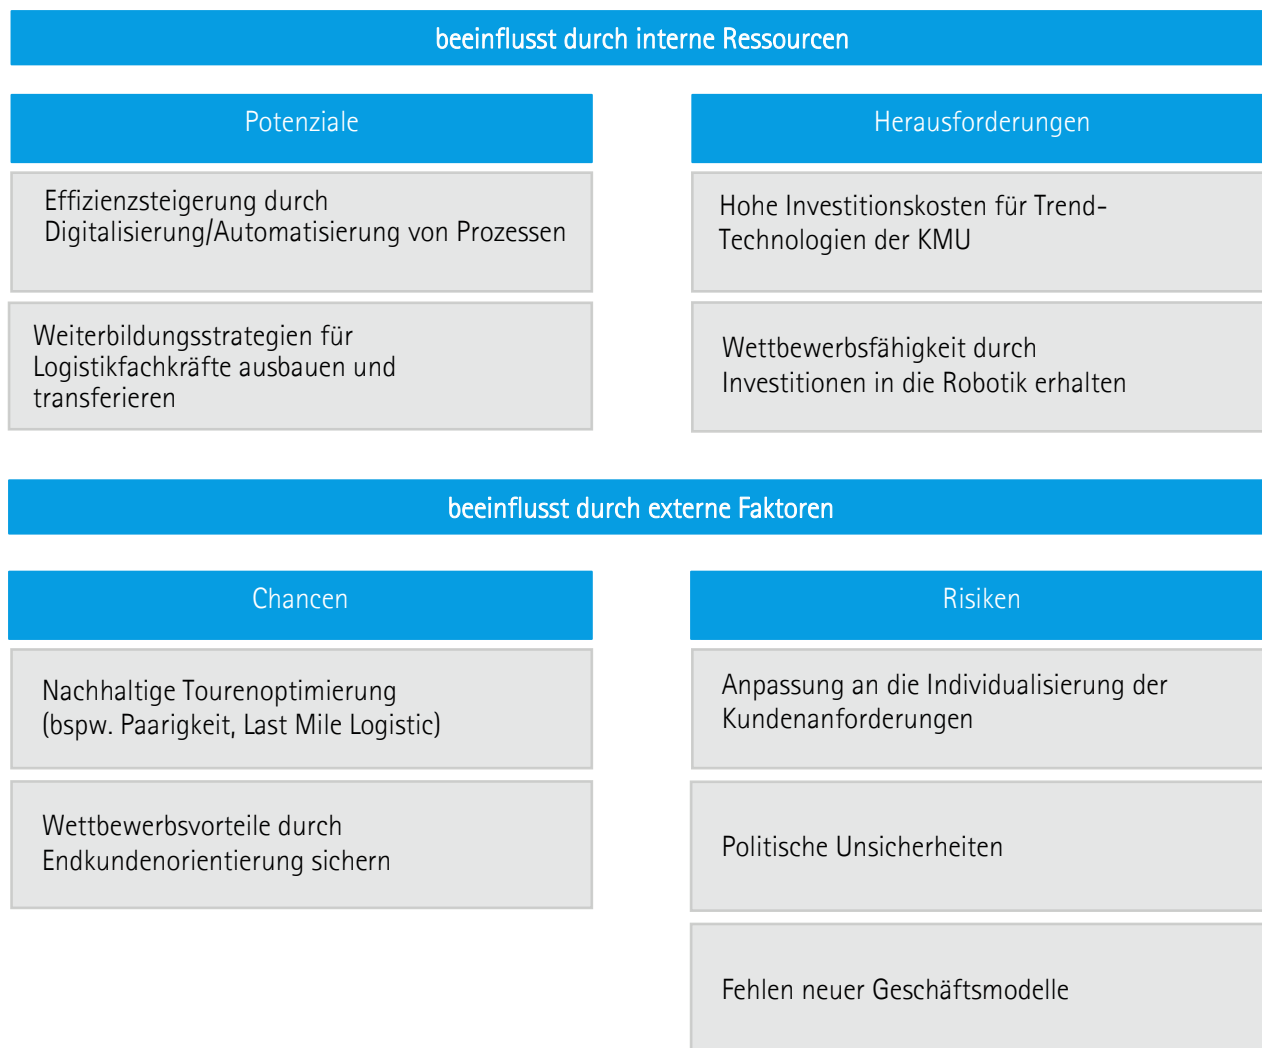 beeinflusst durch interne Ressourcen
Potenziale
Effizienzsteigerung durch
Digitalisierung/Automatisierung von Prozessen
Weiterbildungsstrategien für
Logistikfachkräfte ausbauen und
transferieren
Herausforderungen
Hohe Investitionskosten für Trend-
Technologien der KMU
Wettbewerbsfähigkeit durch
Investitionen in die Robotik erhalten
beeinflusst durch externe Faktoren
Chancen
Nachhaltige Tourenoptimierung
(bspw. Paarigkeit, Last Mile Logistic)
Wettbewerbsvorteile durch
Endkundenorientierung sichern
Risiken
Anpassung an die Individualisierung der
Kundenanforderungen
Politische Unsicherheiten
Fehlen neuer Geschäftsmodelle